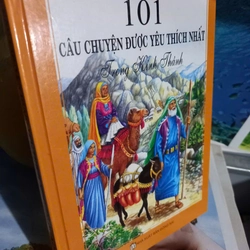 101
CÂU CHUYỆN ĐƯỢC YÊU THÍCH NHẤT
Trong Kinh Thánh